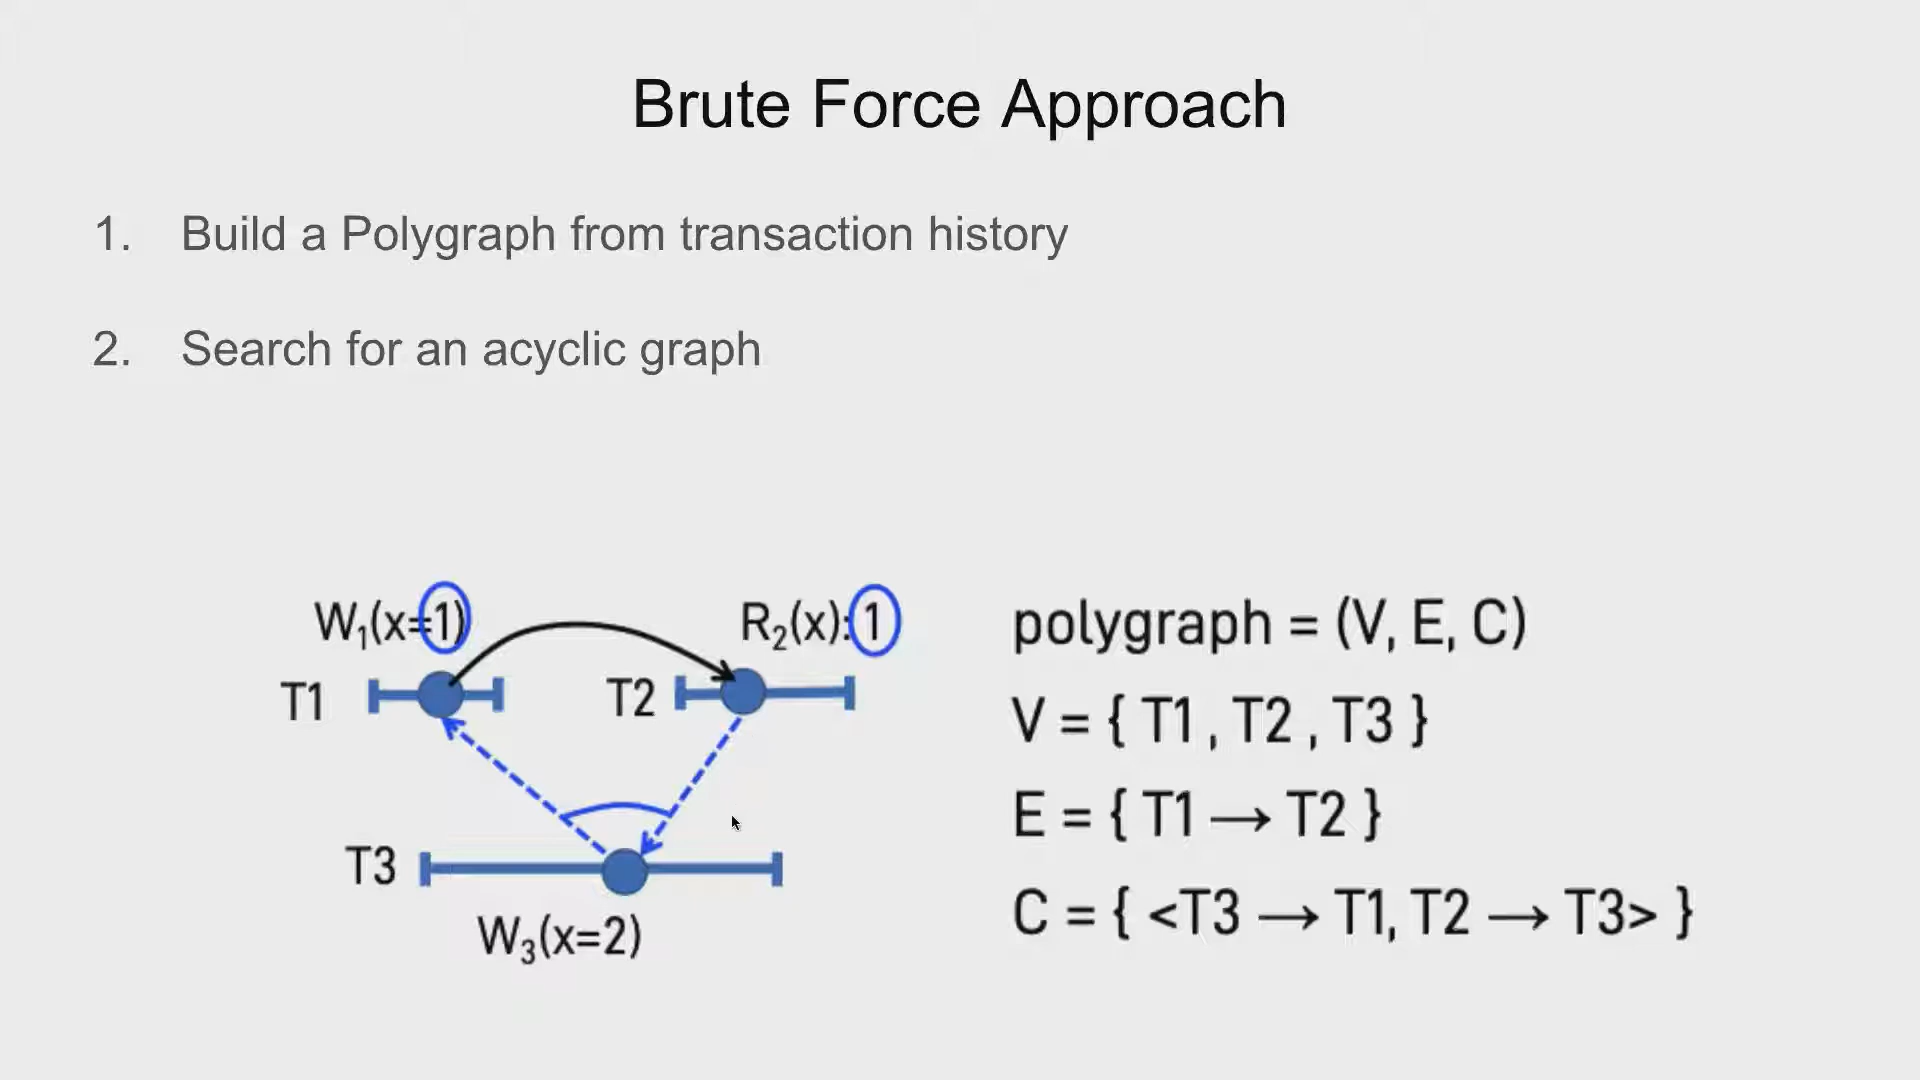 Brute Force Approach
1. Build a Polygraph from transaction history
2. Search for an acyclic graph
W₁(x=1)
R₂(x):1
T1
T2
T3
W₃(x=2)
polygraph = (V, E, C)
V = { T1 , T2 , T3 }
E = { T1 → T2 }
C = { <T3 → T1, T2 → T3> }